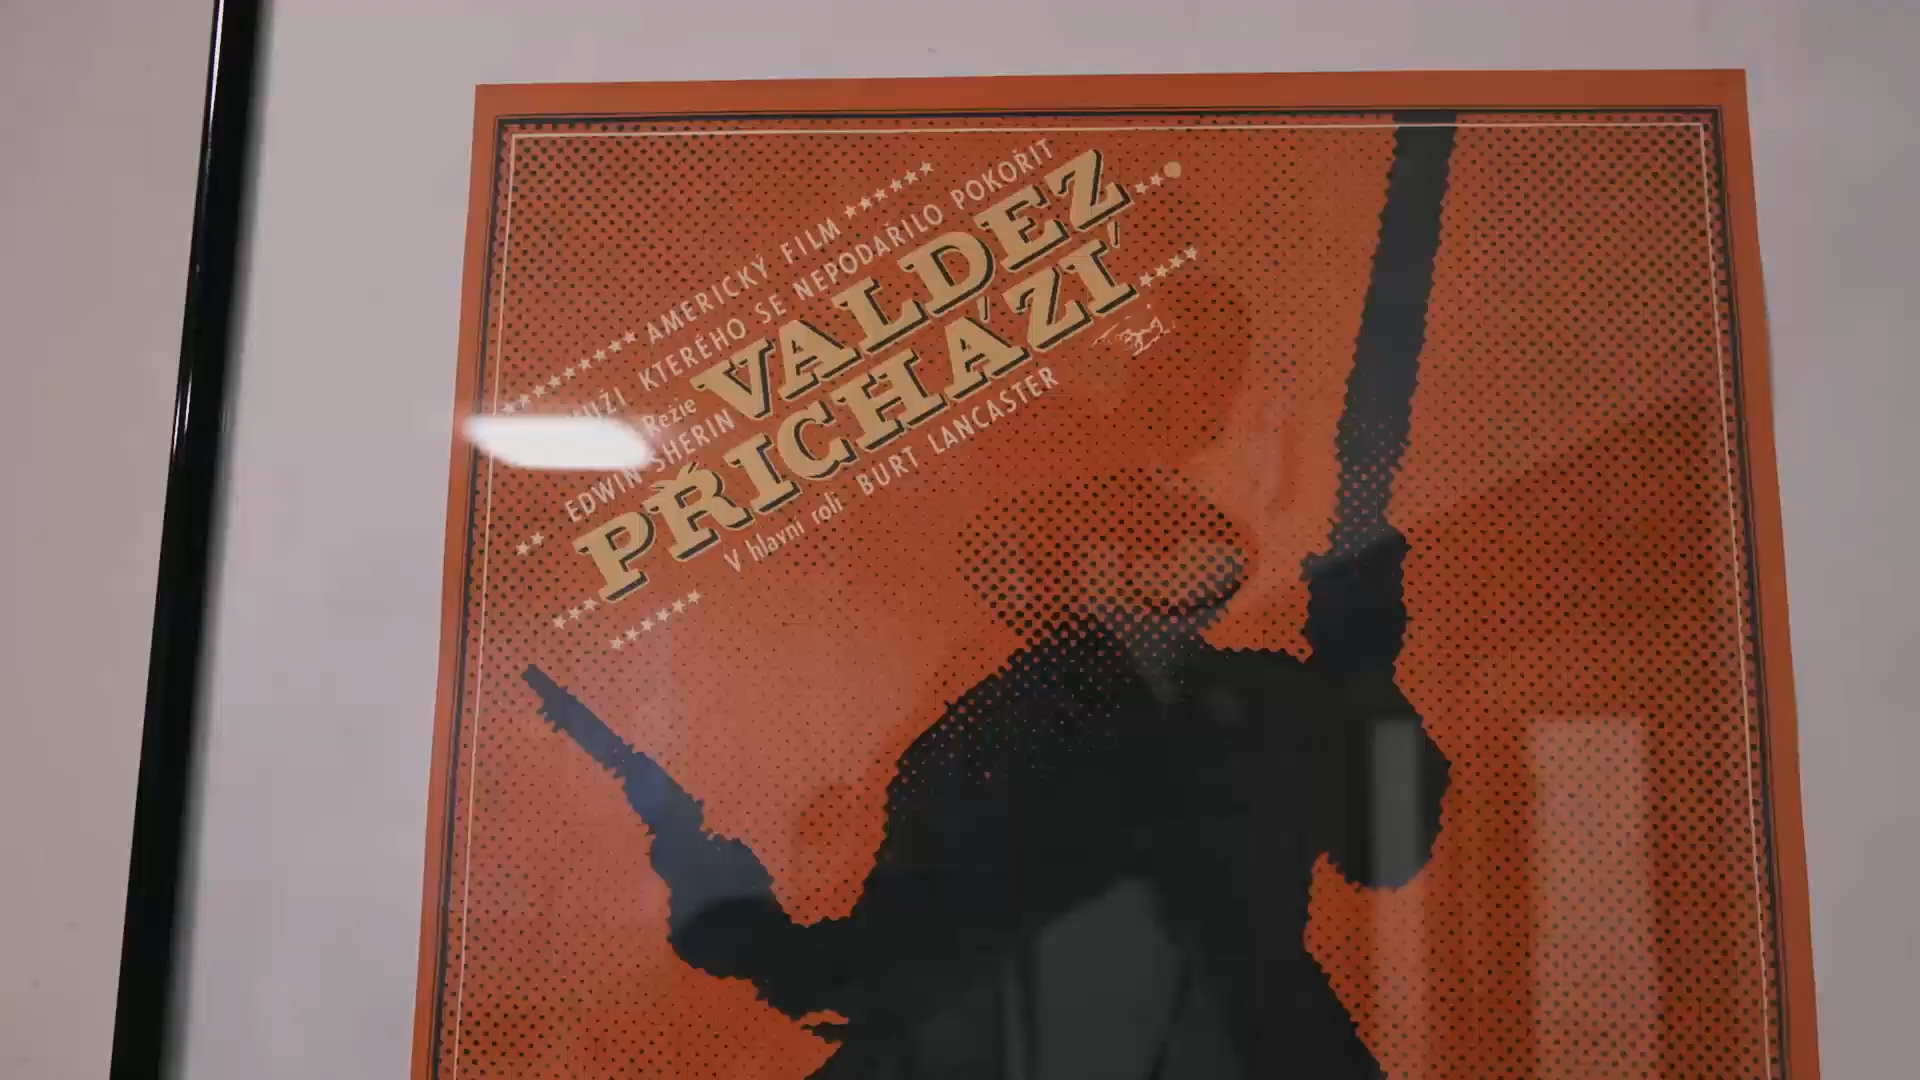 AMERICKÝ FILM
MUŽI, KTERÉHO SE NEPODAŘILO POKOŘIT
Režie
EDWIN SHERIN
VALDEZ
PŘICHÁZÍ
V hlavní roli BURT LANCASTER